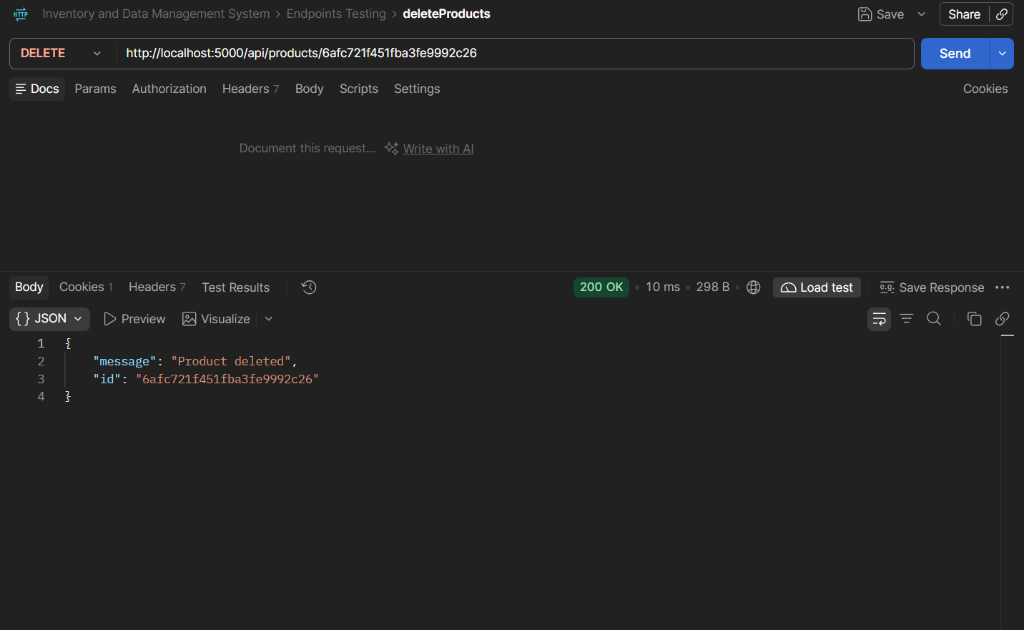 HTTP Inventory and Data Management System > Endpoints Testing > deleteProducts Save Share
DELETE http://localhost:5000/api/products/6afc721f451fba3fe9992c26 Send
Docs Params Authorization Headers 7 Body Scripts Settings Cookies
Document this request... Write with AI
Body Cookies 1 Headers 7 Test Results 200 OK • 10 ms • 298 B • Load test e.g. Save Response •••
{} JSON Preview Visualize
1 {
2 "message": "Product deleted",
3 "id": "6afc721f451fba3fe9992c26"
4 }